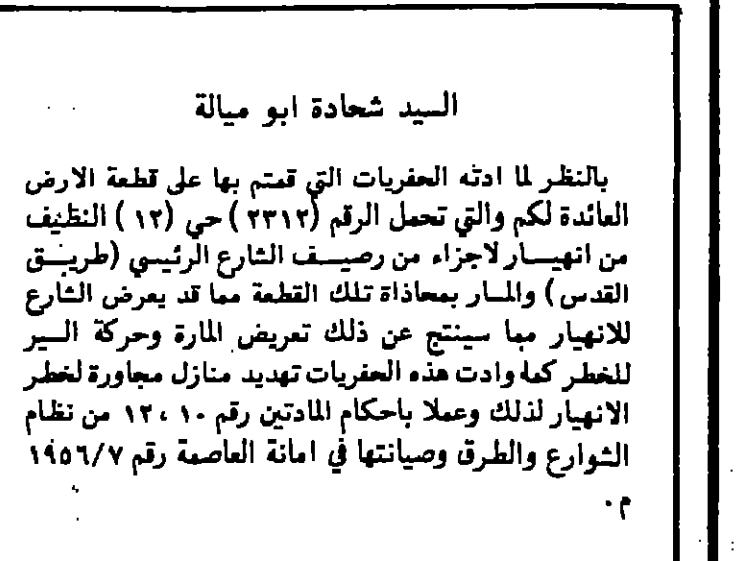 السيد شحادة ابو ميالة
بالنظر لما ادته الحفريات التي قمتم بها على قطعة الارض
العائدة لكم والتي تحمل الرقم (٢٣١٢) حي (١٢) النظيف
من انهيــار لاجزاء من رصيــف الشارع الرئيسي (طريــق
القدس) والمــار بمحاذاة تلك القطعة مما قد يعرض الشارع
للانهيار مما سينتج عن ذلك تعريض المارة وحركة الســير
للخطر كما وادت هذه الحفريات تهديد منازل مجاورة لخطر
الانهيار لذلك وعملا باحكام المادتين رقم ١٠ ، ١٢ من نظام
الشوارع والطرق وصيانتها في امانة العاصمة رقم ١٩٥٦/٧
م ·